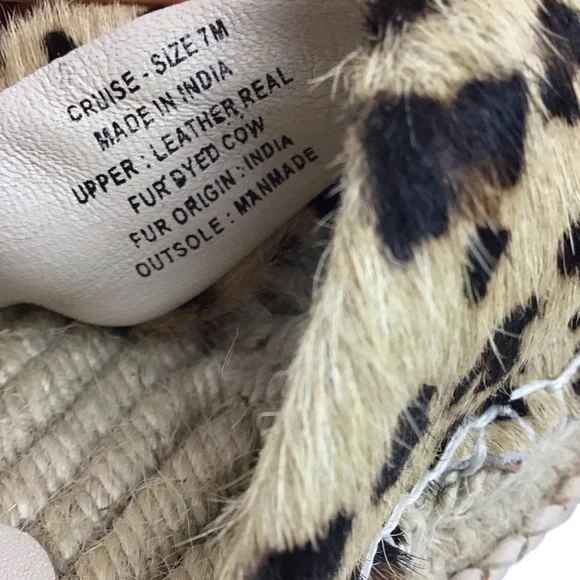 CRUISE - SIZE 7M
MADE IN INDIA
UPPER : LEATHER, REAL
FUR DYED COW
FUR ORIGIN : INDIA
OUTSOLE : MANMADE